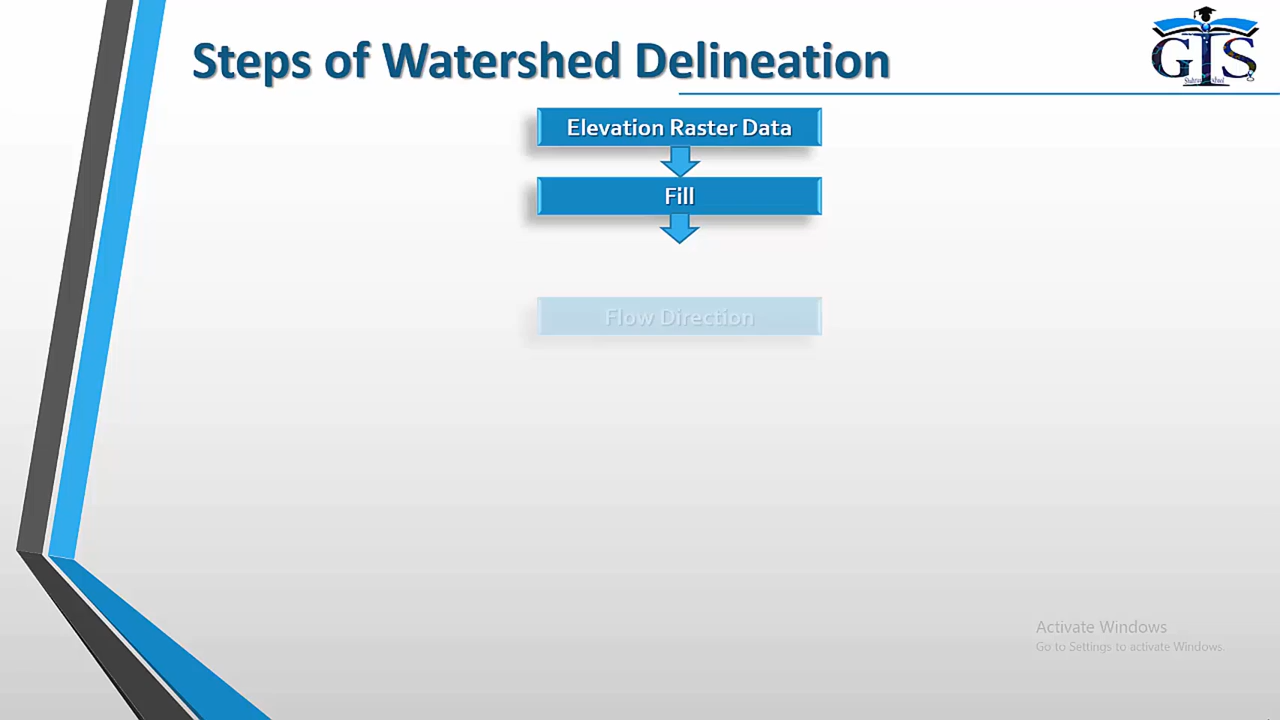 Steps of Watershed Delineation
GIS
Elevation Raster Data
Fill
Flow Direction
Activate Windows
Go to Settings to activate Windows.